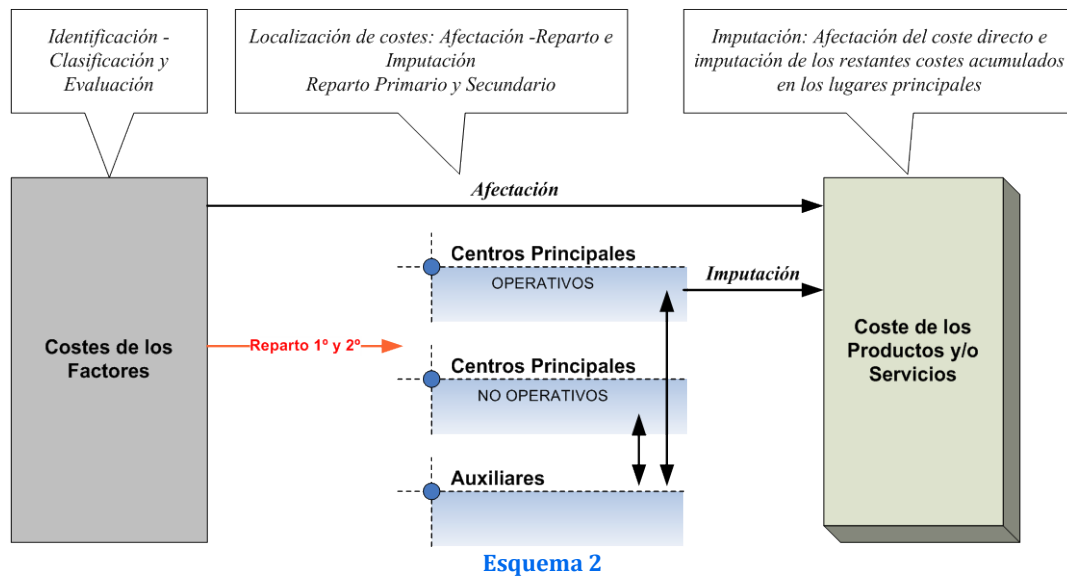 Identificación -
Clasificación y
Evaluación
Localización de costes: Afectación -Reparto e
Imputación
Reparto Primario y Secundario
Imputación: Afectación del coste directo e
imputación de los restantes costes acumulados
en los lugares principales
Afectación
Centros Principales
OPERATIVOS
Imputación
Costes de los
Factores
Reparto 1º y 2º
Centros Principales
NO OPERATIVOS
Coste de los
Productos y/o
Servicios
Auxiliares
Esquema 2